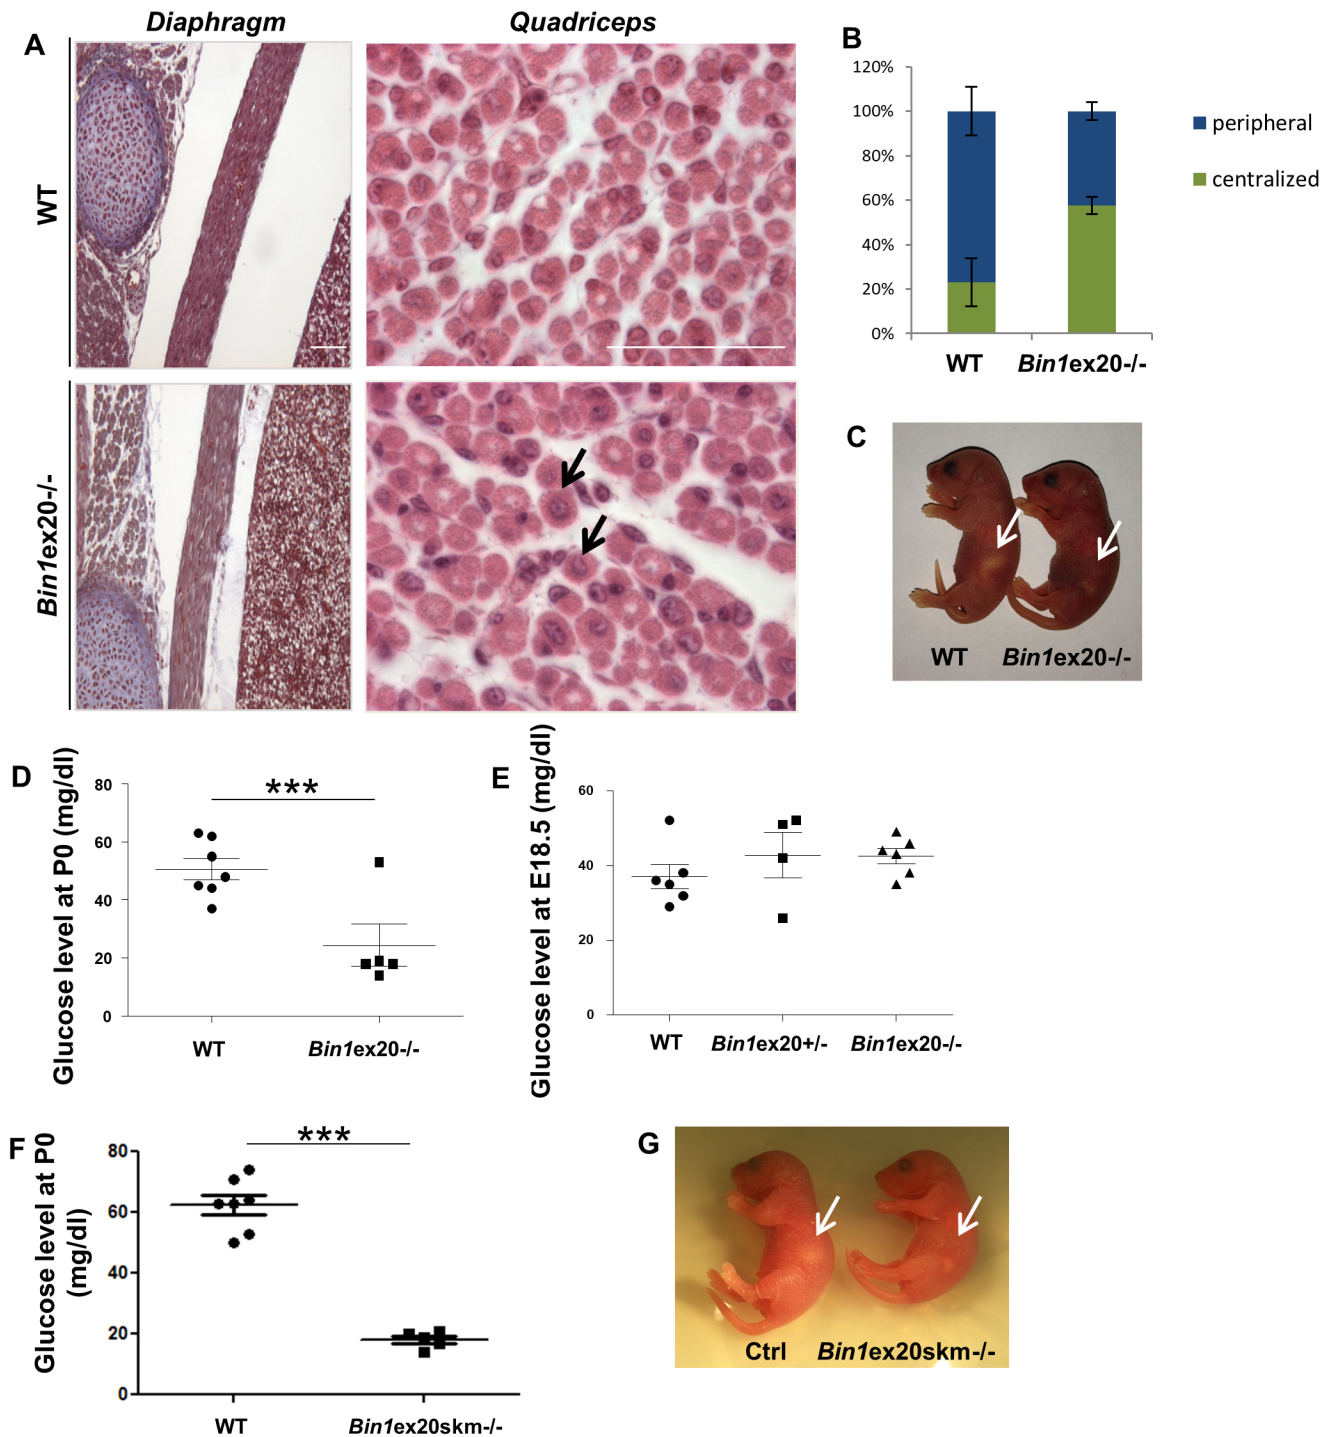 A
Diaphragm
Quadriceps
WT
Bin1ex20-/-
B
120%
100%
80%
60%
40%
20%
0%
WT
Bin1ex20-/-
peripheral
centralized
C
WT
Bin1ex20-/-
D
Glucose level at P0 (mg/dl)
80
60
40
20
0
***
WT
Bin1ex20-/-
E
Glucose level at E18.5 (mg/dl)
60
40
20
0
WT
Bin1ex20+/-
Bin1ex20-/-
F
Glucose level at P0
(mg/dl)
80
60
40
20
0
***
WT
Bin1ex20skm-/-
G
Ctrl
Bin1ex20skm-/-